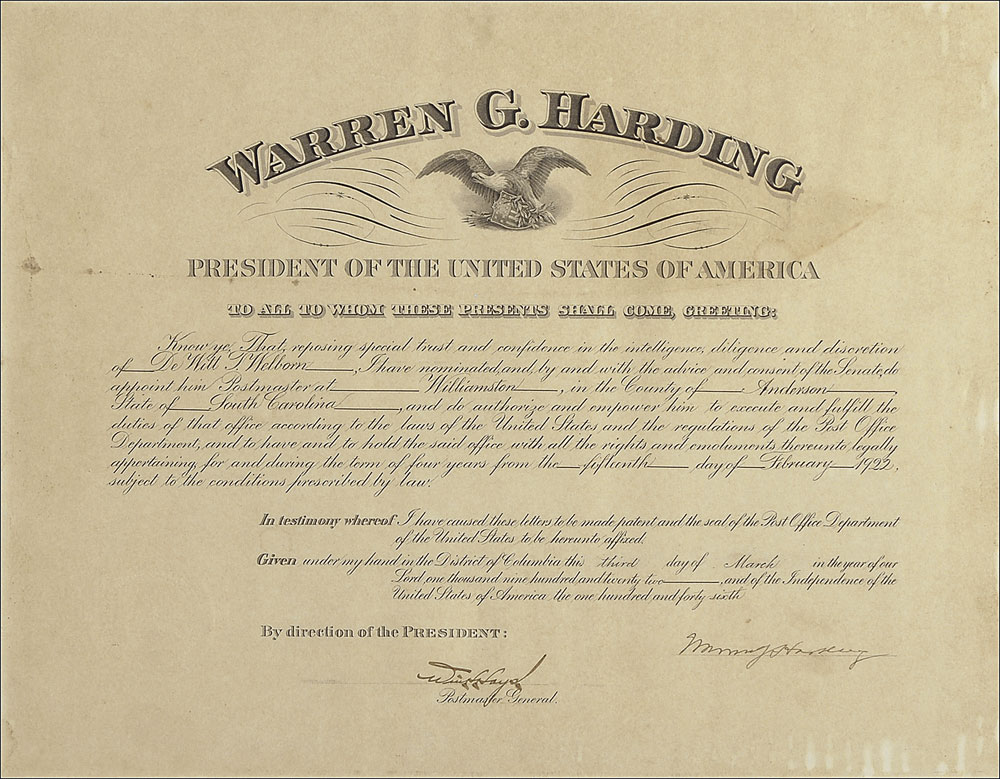 WARREN G. HARDING
PRESIDENT OF THE UNITED STATES OF AMERICA
TO ALL TO WHOM THESE PRESENTS SHALL COME, GREETING:
Know ye, That, reposing special trust and confidence in the intelligence, diligence and discretion
of De Witt T. Welborn, I have nominated, and, by and with the advice and consent of the Senate, do
appoint him Postmaster at Williamston, in the County of Anderson,
State of South Carolina, and do authorize and empower him to execute and fulfill the
duties of that office according to the laws of the United States and the regulations of the Post Office
Department, and to have and to hold the said office, with all the rights and emoluments thereunto legally
appertaining, for and during the term of four years from the fifteenth day of February 1922,
subject to the conditions prescribed by law.
In testimony whereof I have caused these letters to be made patent and the seal of the Post Office Department
of the United States to be hereunto affixed.
Given under my hand in the District of Columbia this third day of March in the year of our
Lord one thousand nine hundred and twenty two, and of the Independence of the
United States of America the one hundred and forty sixth
By direction of the PRESIDENT:
Warren G Harding
Will H. Hays
Postmaster General.